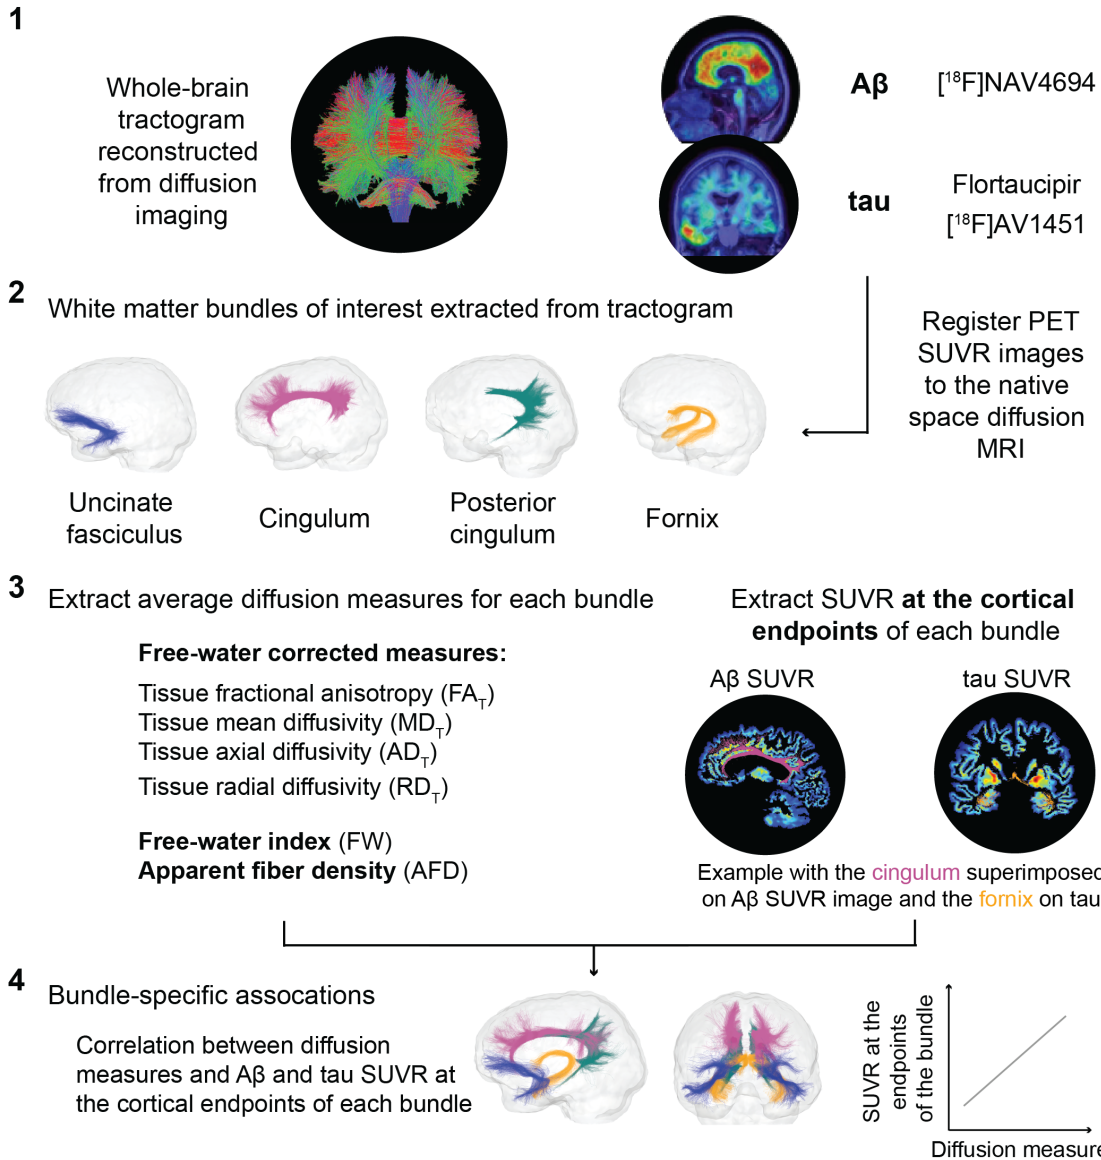 1
Whole-brain
tractogram
reconstructed
from diffusion
imaging
Aβ
[¹⁸F]NAV4694
tau
Flortaucipir
[¹⁸F]AV1451
2
White matter bundles of interest extracted from tractogram
Register PET
SUVR images
to the native
space diffusion
MRI
Uncinate
fasciculus
Cingulum
Posterior
cingulum
Fornix
3
Extract average diffusion measures for each bundle
Free-water corrected measures:
Tissue fractional anisotropy (FA_T)
Tissue mean diffusivity (MD_T)
Tissue axial diffusivity (AD_T)
Tissue radial diffusivity (RD_T)
Free-water index (FW)
Apparent fiber density (AFD)
Extract SUVR at the cortical
endpoints of each bundle
Aβ SUVR
tau SUVR
Example with the cingulum superimposed
on Aβ SUVR image and the fornix on tau
4
Bundle-specific assocations
Correlation between diffusion
measures and Aβ and tau SUVR at
the cortical endpoints of each bundle
SUVR at the
endpoints
of the bundle
Diffusion measure